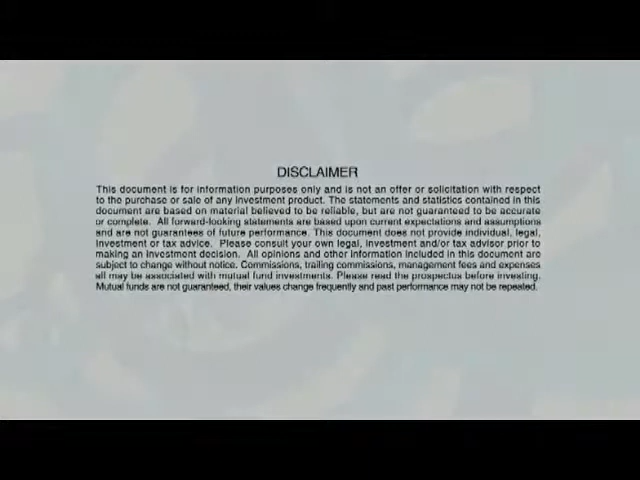 DISCLAIMER
This document is for information purposes only and is not an offer or solicitation with respect
to the purchase or sale of any investment product. The statements and statistics contained in this
document are based on material believed to be reliable, but are not guaranteed to be accurate
or complete. All forward-looking statements are based upon current expectations and assumptions
and are not guarantees of future performance. This document does not provide individual, legal,
investment or tax advice. Please consult your own legal, investment and/or tax advisor prior to
making an investment decision. All opinions and other information included in this document are
subject to change without notice. Commissions, trailing commissions, management fees and expenses
all may be associated with mutual fund investments. Please read the prospectus before investing.
Mutual funds are not guaranteed, their values change frequently and past performance may not be repeated.